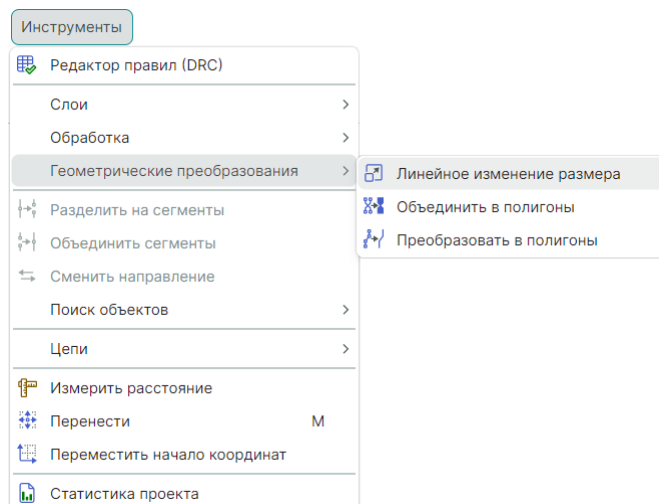 Инструменты
Редактор правил (DRC)
Слои
Обработка
Геометрические преобразования
Линейное изменение размера
Объединить в полигоны
Преобразовать в полигоны
Разделить на сегменты
Объединить сегменты
Сменить направление
Поиск объектов
Цепи
Измерить расстояние
Перенести M
Переместить начало координат
Статистика проекта